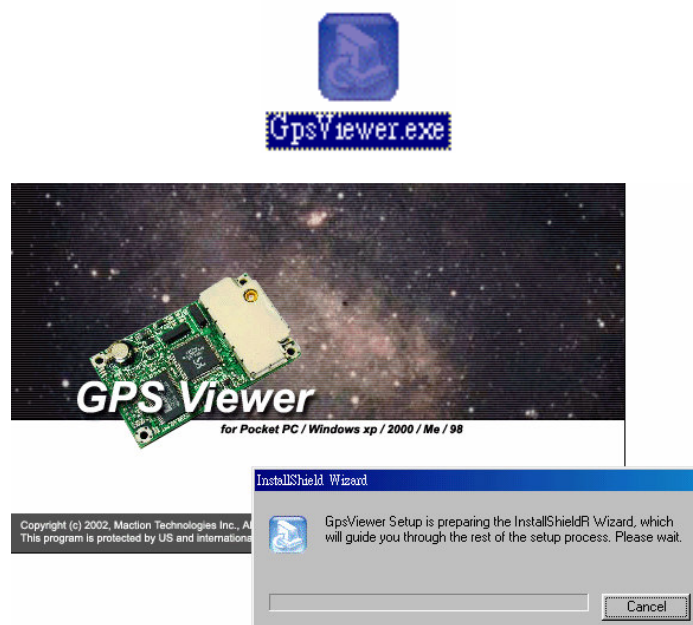 GpsViewer.exe
GPS Viewer
for Pocket PC / Windows xp / 2000 / Me / 98
InstallShield Wizard
Copyright (c) 2002, Maction Technologies Inc.,
This program is protected by US and
GpsViewer Setup is preparing the InstallShieldR Wizard, which
will guide you through the rest of the setup process. Please wait.
Cancel